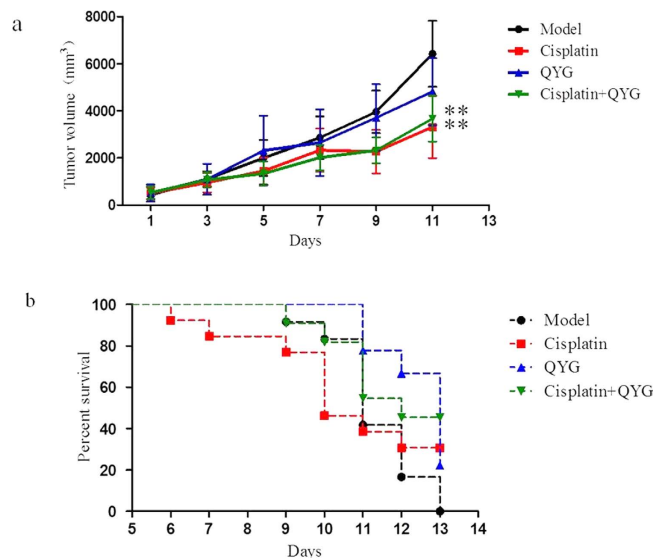 a
Tumor volume (mm³)
8000
6000
4000
2000
0
1 3 5 7 9 11 13
Days
Model
Cisplatin
QYG
Cisplatin+QYG
**
**
b
Percent survival
100
80
60
40
20
0
5 6 7 8 9 10 11 12 13 14
Days
Model
Cisplatin
QYG
Cisplatin+QYG